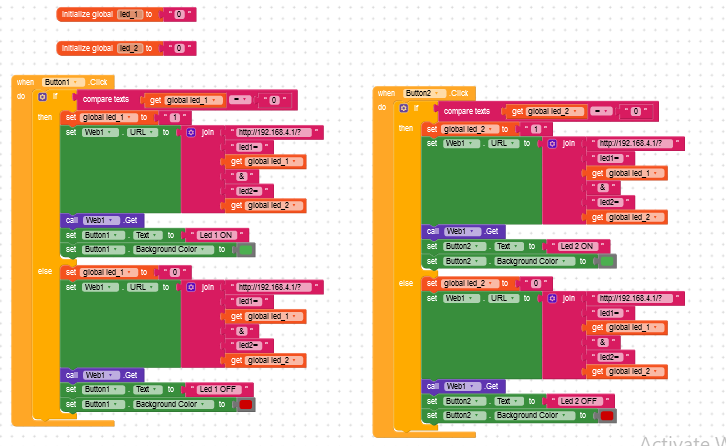 initialize global led_1 to " 0 "
initialize global led_2 to " 0 "
when Button1 .Click
do if compare texts get global led_1 = " 0 "
then set global led_1 to " 1 "
set Web1 . URL to join " http://192.168.4.1/? "
" led1= "
get global led_1
" & "
" led2= "
get global led_2
call Web1 .Get
set Button1 . Text to " Led 1 ON "
set Button1 . Background Color to
else set global led_1 to " 0 "
set Web1 . URL to join " http://192.168.4.1/? "
" led1= "
get global led_1
" & "
" led2= "
get global led_2
call Web1 .Get
set Button1 . Text to " Led 1 OFF "
set Button1 . Background Color to
when Button2 .Click
do if compare texts get global led_2 = " 0 "
then set global led_2 to " 1 "
set Web1 . URL to join " http://192.168.4.1/? "
" led1= "
get global led_1
" & "
" led2= "
get global led_2
call Web1 .Get
set Button2 . Text to " Led 2 ON "
set Button2 . Background Color to
else set global led_2 to " 0 "
set Web1 . URL to join " http://192.168.4.1/? "
" led1= "
get global led_1
" & "
" led2= "
get global led_2
call Web1 .Get
set Button2 . Text to " Led 2 OFF "
set Button2 . Background Color to
Activate